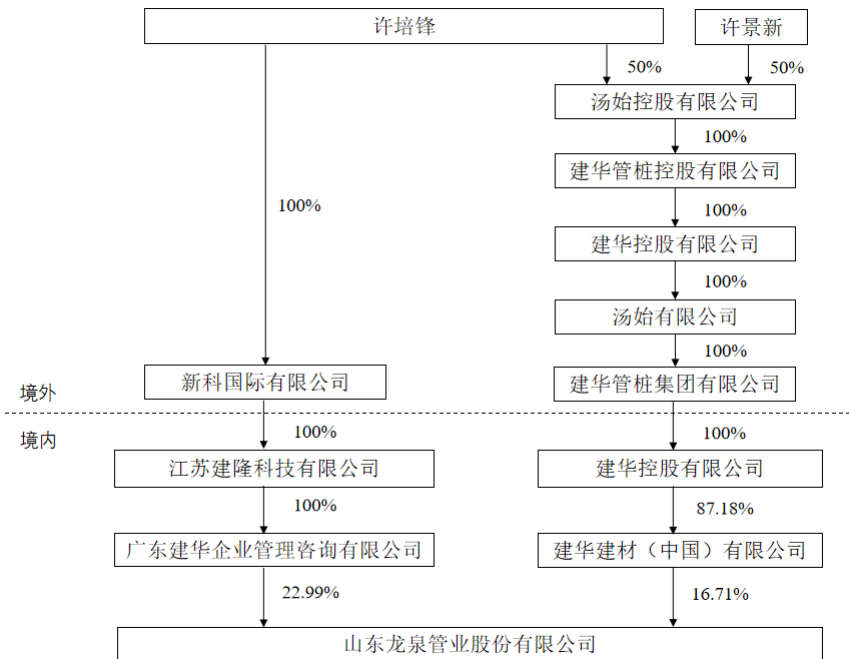 许培锋
许景新
50%
50%
汤始控股有限公司
100%
建华管桩控股有限公司
100%
100%
建华控股有限公司
100%
汤始有限公司
100%
新科国际有限公司
建华管桩集团有限公司
境外
境内
100%
100%
江苏建隆科技有限公司
建华控股有限公司
100%
87.18%
广东建华企业管理咨询有限公司
建华建材（中国）有限公司
22.99%
16.71%
山东龙泉管业股份有限公司